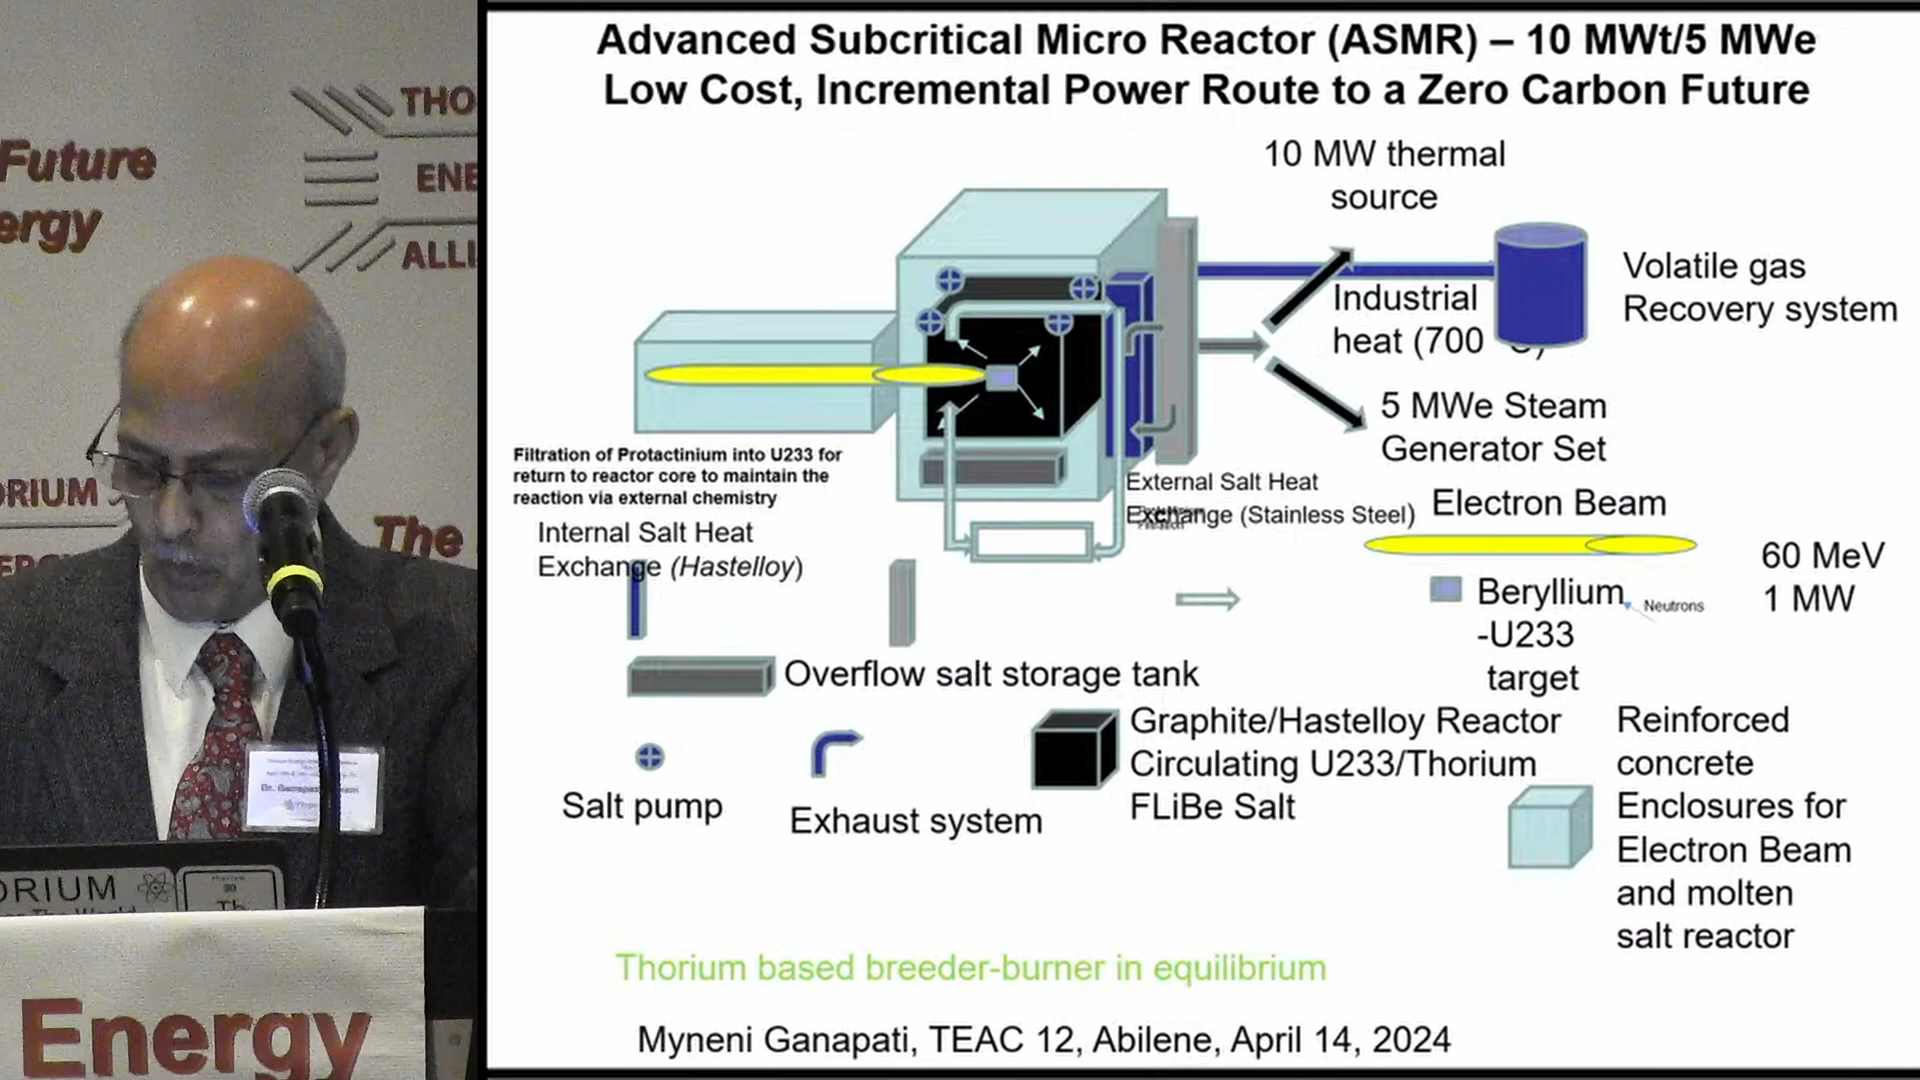 Future
ergy
THO
ENE
ALLI
ORIUM
The
ORIUM
Th
Energy
Advanced Subcritical Micro Reactor (ASMR) – 10 MWt/5 MWe
Low Cost, Incremental Power Route to a Zero Carbon Future
10 MW thermal
source
Volatile gas
Recovery system
Industrial
heat (700
5 MWe Steam
Generator Set
Filtration of Protactinium into U233 for
return to reactor core to maintain the
reaction via external chemistry
External Salt Heat
Exchange (Stainless Steel)
Internal Salt Heat
Exchange (Hastelloy)
Electron Beam
60 MeV
1 MW
Beryllium
-U233
target
Neutrons
Overflow salt storage tank
Salt pump
Exhaust system
Graphite/Hastelloy Reactor
Circulating U233/Thorium
FLiBe Salt
Reinforced
concrete
Enclosures for
Electron Beam
and molten
salt reactor
Thorium based breeder-burner in equilibrium
Myneni Ganapati, TEAC 12, Abilene, April 14, 2024